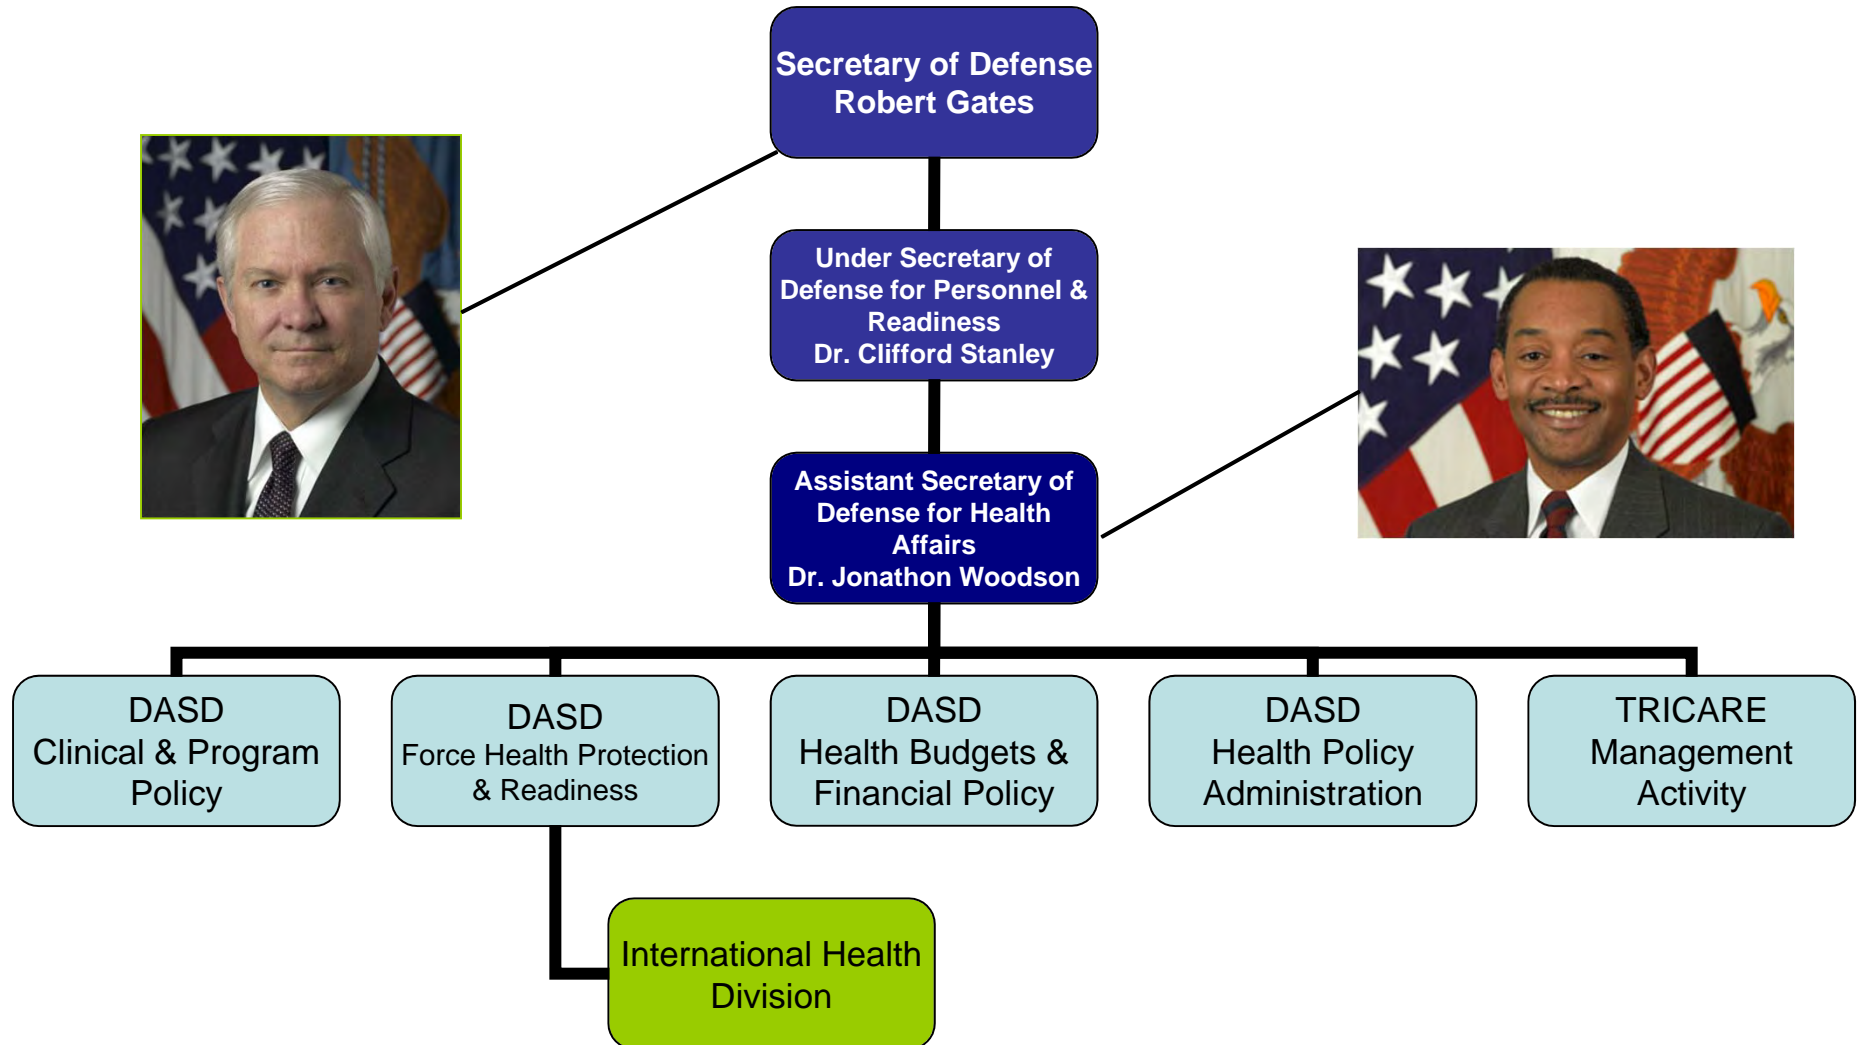 Secretary of Defense
Robert Gates
Under Secretary of
Defense for Personnel &
Readiness
Dr. Clifford Stanley
Assistant Secretary of
Defense for Health
Affairs
Dr. Jonathon Woodson
DASD
Clinical & Program
Policy
DASD
Force Health Protection
& Readiness
DASD
Health Budgets &
Financial Policy
DASD
Health Policy
Administration
TRICARE
Management
Activity
International Health
Division